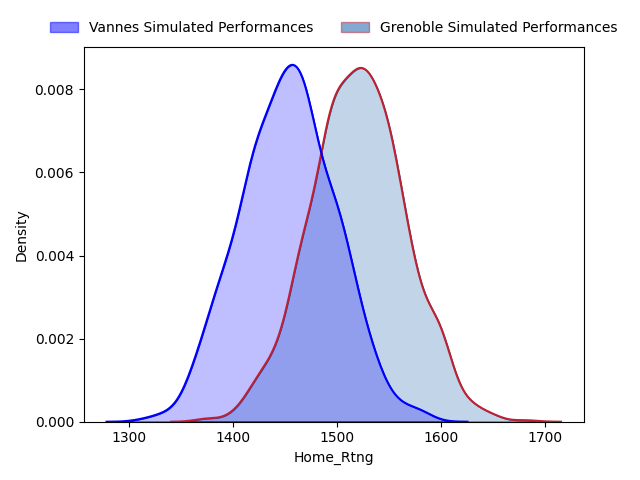 Vannes Simulated Performances Grenoble Simulated Performances
0.008
0.006
0.004
0.002
0.000
Density
1300 1400 1500 1600 1700
Home_Rtng